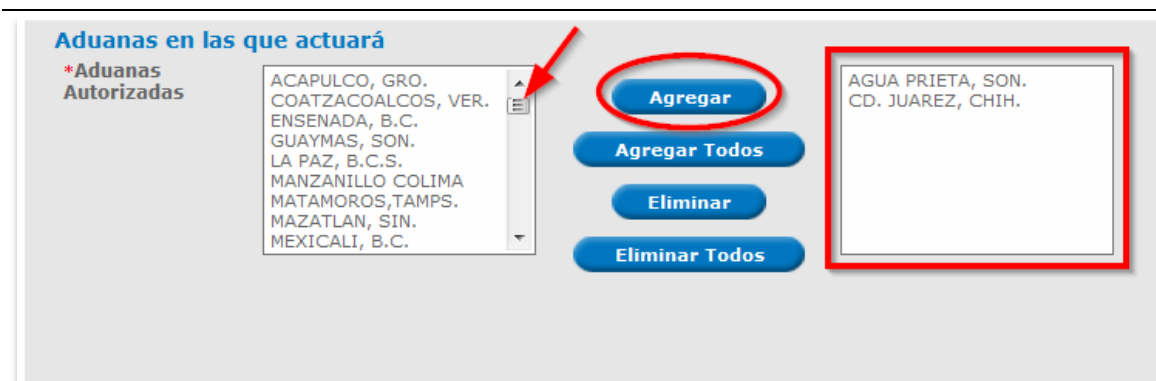 Aduanas en las que actuará
*Aduanas
Autorizadas
ACAPULCO, GRO.
COATZACOALCOS, VER.
ENSENADA, B.C.
GUAYMAS, SON.
LA PAZ, B.C.S.
MANZANILLO COLIMA
MATAMOROS,TAMPS.
MAZATLAN, SIN.
MEXICALI, B.C.
Agregar
Agregar Todos
Eliminar
Eliminar Todos
AGUA PRIETA, SON.
CD. JUAREZ, CHIH.